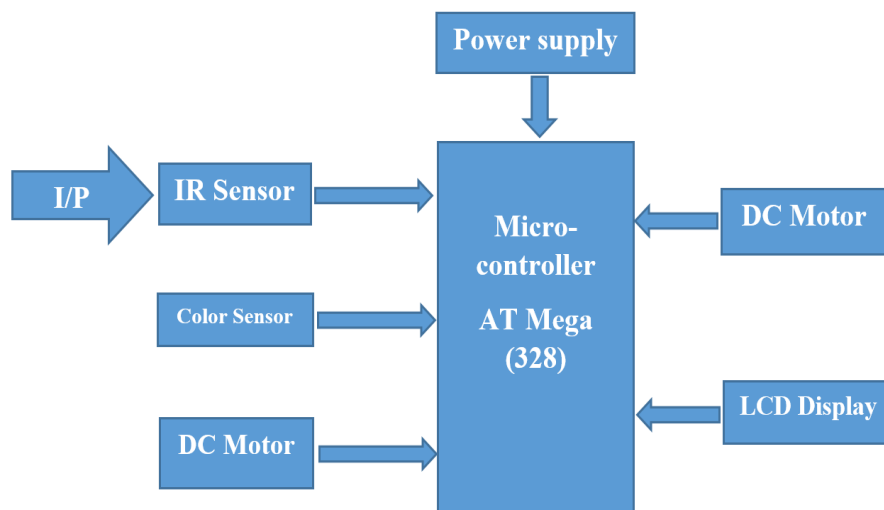 Power supply
I/P
IR Sensor
Color Sensor
DC Motor
Micro-
controller
AT Mega
(328)
DC Motor
LCD Display